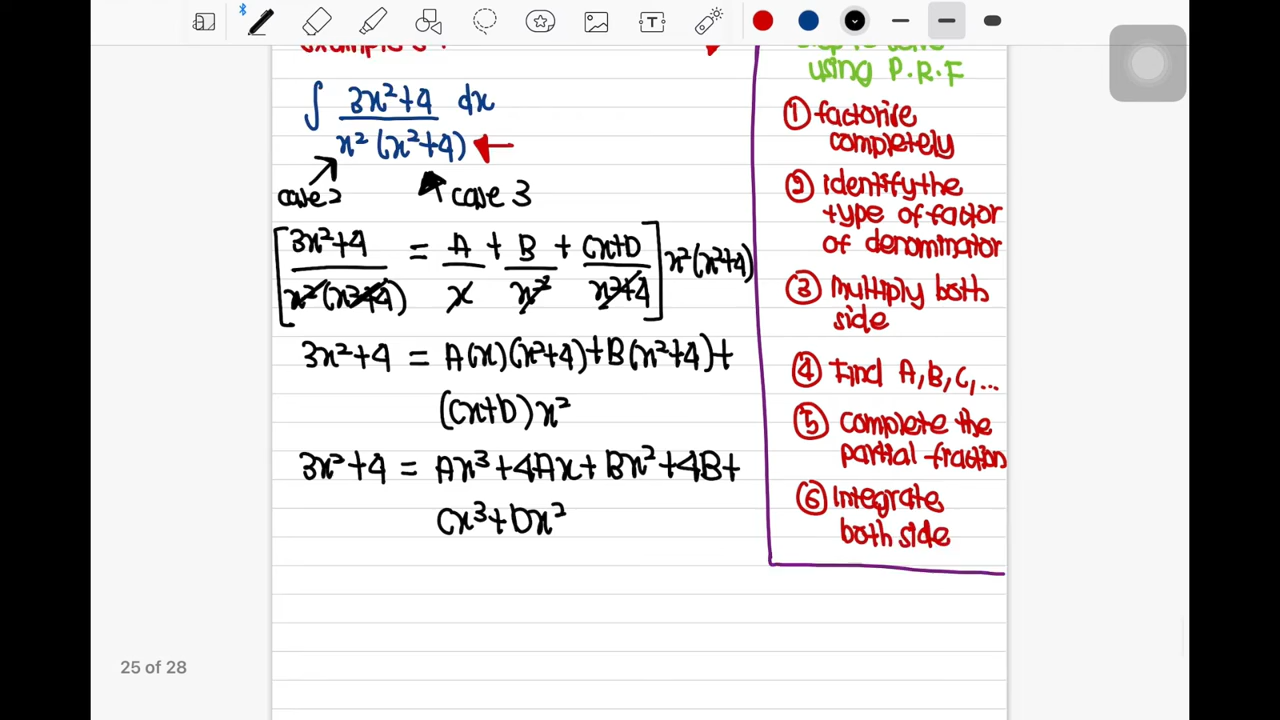 ∫ 3x²+4 / x²(x²+4) dx
case 2
case 3
[3x²+4 / x²(x²+4) = A/x + B/x² + Cx+D / x²+4] x²(x²+4)
3x²+4 = A(x)(x²+4)+B(x²+4)+
(Cx+D)x²
3x²+4 = Ax³+4Ax+Bx²+4B+
Cx³+Dx²
using P.R.F
① factorise
completely
② identify the
type of factor
of denominator
③ multiply both
side
④ Find A,B,C,...
⑤ complete the
partial fraction
⑥ integrate
both side
25 of 28